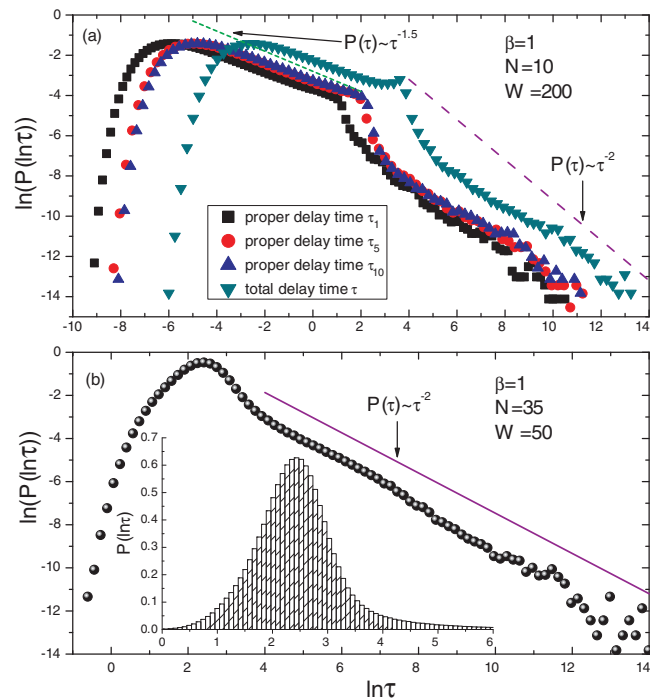 0
(a)
P(τ)~τ^-1.5
β=1
N=10
W =200
-2
-4
ln(P(lnτ))
-6
-8
P(τ)~τ^-2
-10
proper delay time τ₁
proper delay time τ₅
-12
proper delay time τ₁₀
total delay time τ
-14
-10 -8 -6 -4 -2 0 2 4 6 8 10 12 14
0
(b)
P(τ)~τ^-2
β=1
N=35
W =50
-2
-4
0.7
0.6
ln(P(lnτ))
-6
0.5
P(lnτ)
0.4
-8
0.3
-10
0.2
0.1
-12
0.0
0 1 2 3 4 5 6
-14
0 2 4 6 8 10 12 14
lnτ